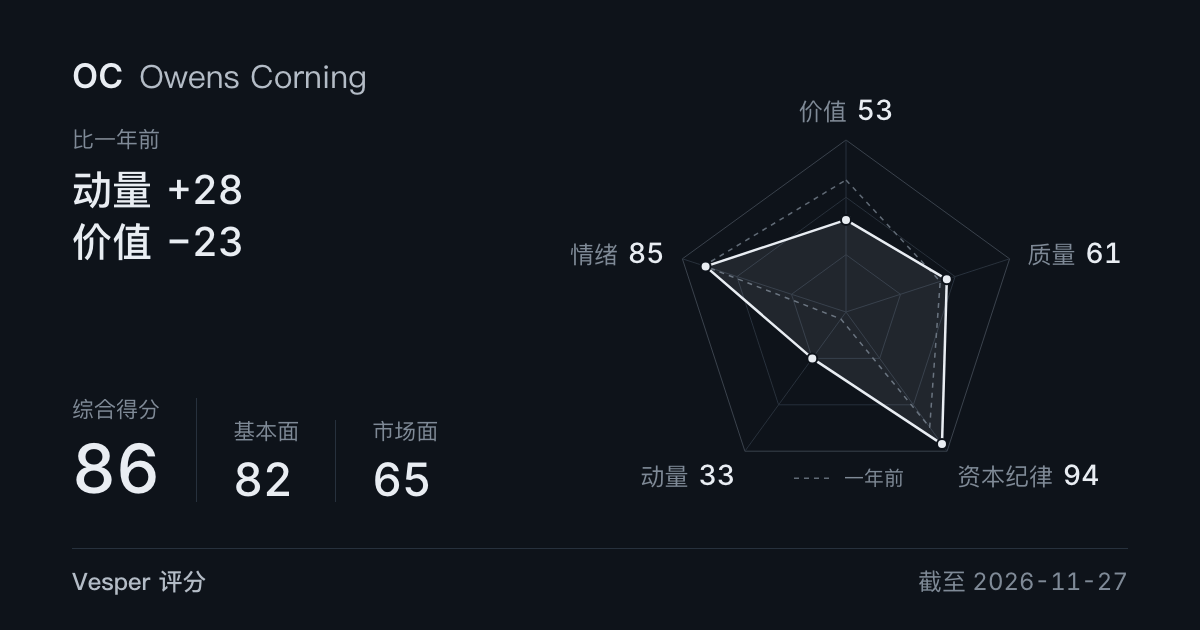 OC Owens Corning
比一年前
动量 +28
价值 −23
综合得分
86
基本面
82
市场面
65
价值 53
质量 61
情绪 85
动量 33
---- 一年前
资本纪律 94
Vesper 评分
截至 2026-11-27